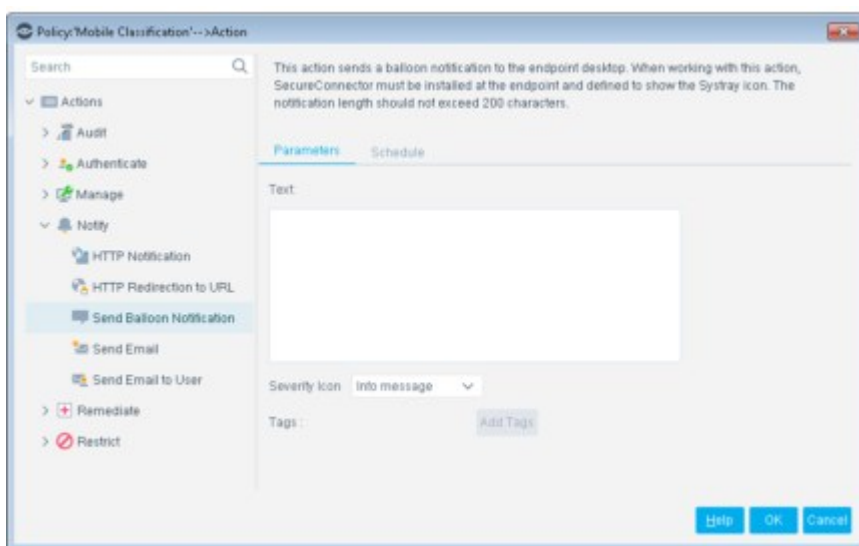 Policy:'Mobile Classification'-->Action
Search
Actions
Audit
Authenticate
Manage
Notify
HTTP Notification
HTTP Redirection to URL
Send Balloon Notification
Send Email
Send Email to User
Remediate
Restrict
This action sends a balloon notification to the endpoint desktop. When working with this action,
SecureConnector must be installed at the endpoint and defined to show the Systray icon. The
notification length should not exceed 200 characters.
Parameters Schedule
Text
Severity Icon Info message
Tags : Add Tags
Help OK Cancel